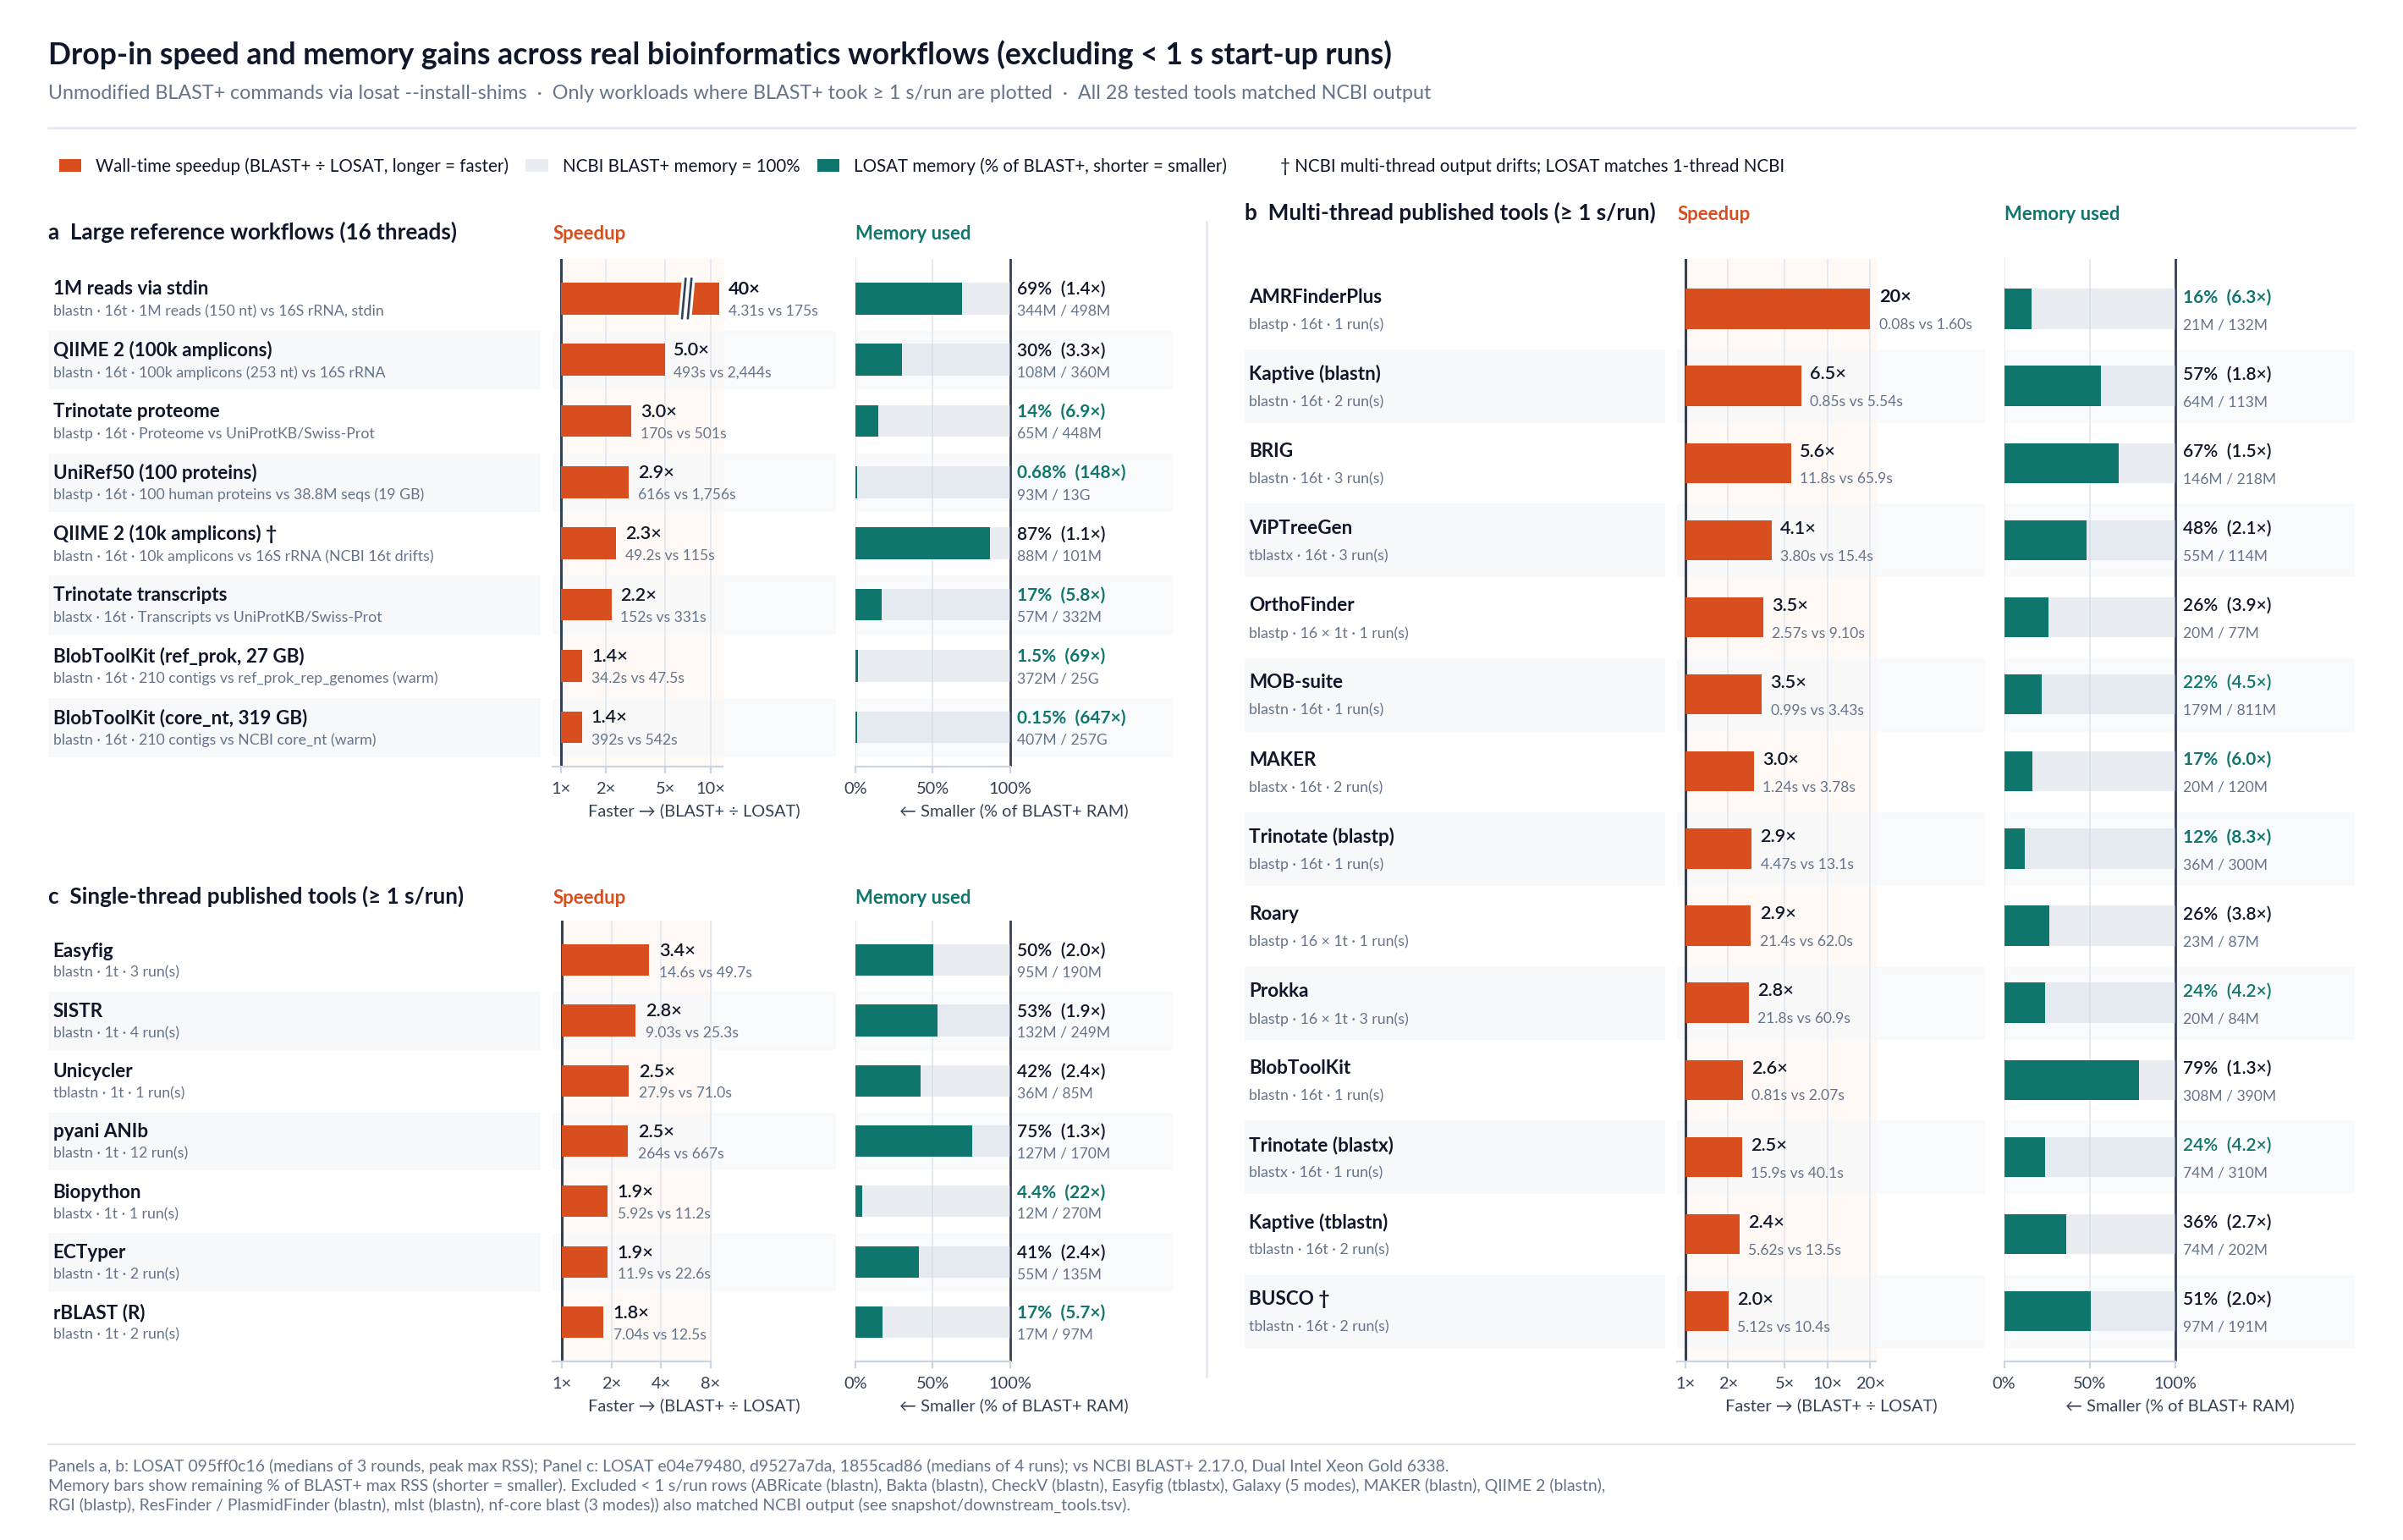 Drop-in speed and memory gains across real bioinformatics workflows (excluding < 1 s start-up runs)
Unmodified BLAST+ commands via losat --install-shims · Only workloads where BLAST+ took ≥ 1 s/run are plotted · All 28 tested tools matched NCBI output
Wall-time speedup (BLAST+ ÷ LOSAT, longer = faster)
NCBI BLAST+ memory = 100%
LOSAT memory (% of BLAST+, shorter = smaller)
† NCBI multi-thread output drifts; LOSAT matches 1-thread NCBI
a Large reference workflows (16 threads)
Speedup
Memory used
1M reads via stdin
blastn · 16t · 1M reads (150 nt) vs 16S rRNA, stdin
40×
4.31s vs 175s
69% (1.4×)
344M / 498M
QIIME 2 (100k amplicons)
blastn · 16t · 100k amplicons (253 nt) vs 16S rRNA
5.0×
493s vs 2,444s
30% (3.3×)
108M / 360M
Trinotate proteome
blastp · 16t · Proteome vs UniProtKB/Swiss-Prot
3.0×
170s vs 501s
14% (6.9×)
65M / 448M
UniRef50 (100 proteins)
blastp · 16t · 100 human proteins vs 38.8M seqs (19 GB)
2.9×
616s vs 1,756s
0.68% (148×)
93M / 13G
QIIME 2 (10k amplicons) †
blastn · 16t · 10k amplicons vs 16S rRNA (NCBI 16t drifts)
2.3×
49.2s vs 115s
87% (1.1×)
88M / 101M
Trinotate transcripts
blastx · 16t · Transcripts vs UniProtKB/Swiss-Prot
2.2×
152s vs 331s
17% (5.8×)
57M / 332M
BlobToolKit (ref_prok, 27 GB)
blastn · 16t · 210 contigs vs ref_prok_rep_genomes (warm)
1.4×
34.2s vs 47.5s
1.5% (69×)
372M / 25G
BlobToolKit (core_nt, 319 GB)
blastn · 16t · 210 contigs vs NCBI core_nt (warm)
1.4×
392s vs 542s
0.15% (647×)
407M / 257G
1× 2× 5× 10×
Faster → (BLAST+ ÷ LOSAT)
0% 50% 100%
← Smaller (% of BLAST+ RAM)
b Multi-thread published tools (≥ 1 s/run)
Speedup
Memory used
AMRFinderPlus
blastp · 16t · 1 run(s)
20×
0.08s vs 1.60s
16% (6.3×)
21M / 132M
Kaptive (blastn)
blastn · 16t · 2 run(s)
6.5×
0.85s vs 5.54s
57% (1.8×)
64M / 113M
BRIG
blastn · 16t · 3 run(s)
5.6×
11.8s vs 65.9s
67% (1.5×)
146M / 218M
ViPTreeGen
tblastx · 16t · 3 run(s)
4.1×
3.80s vs 15.4s
48% (2.1×)
55M / 114M
OrthoFinder
blastp · 16 × 1t · 1 run(s)
3.5×
2.57s vs 9.10s
26% (3.9×)
20M / 77M
MOB-suite
blastn · 16t · 1 run(s)
3.5×
0.99s vs 3.43s
22% (4.5×)
179M / 811M
MAKER
blastx · 16t · 2 run(s)
3.0×
1.24s vs 3.78s
17% (6.0×)
20M / 120M
Trinotate (blastp)
blastp · 16t · 1 run(s)
2.9×
4.47s vs 13.1s
12% (8.3×)
36M / 300M
Roary
blastp · 16 × 1t · 1 run(s)
2.9×
21.4s vs 62.0s
26% (3.8×)
23M / 87M
Prokka
blastp · 16 × 1t · 3 run(s)
2.8×
21.8s vs 60.9s
24% (4.2×)
20M / 84M
BlobToolKit
blastn · 16t · 1 run(s)
2.6×
0.81s vs 2.07s
79% (1.3×)
308M / 390M
Trinotate (blastx)
blastx · 16t · 1 run(s)
2.5×
15.9s vs 40.1s
24% (4.2×)
74M / 310M
Kaptive (tblastn)
tblastn · 16t · 2 run(s)
2.4×
5.62s vs 13.5s
36% (2.7×)
74M / 202M
BUSCO †
tblastn · 16t · 2 run(s)
2.0×
5.12s vs 10.4s
51% (2.0×)
97M / 191M
1× 2× 5× 10× 20×
Faster → (BLAST+ ÷ LOSAT)
0% 50% 100%
← Smaller (% of BLAST+ RAM)
c Single-thread published tools (≥ 1 s/run)
Speedup
Memory used
Easyfig
blastn · 1t · 3 run(s)
3.4×
14.6s vs 49.7s
50% (2.0×)
95M / 190M
SISTR
blastn · 1t · 4 run(s)
2.8×
9.03s vs 25.3s
53% (1.9×)
132M / 249M
Unicycler
tblastn · 1t · 1 run(s)
2.5×
27.9s vs 71.0s
42% (2.4×)
36M / 85M
pyani ANIb
blastn · 1t · 12 run(s)
2.5×
264s vs 667s
75% (1.3×)
127M / 170M
Biopython
blastx · 1t · 1 run(s)
1.9×
5.92s vs 11.2s
4.4% (22×)
12M / 270M
ECTyper
blastn · 1t · 2 run(s)
1.9×
11.9s vs 22.6s
41% (2.4×)
55M / 135M
rBLAST (R)
blastn · 1t · 2 run(s)
1.8×
7.04s vs 12.5s
17% (5.7×)
17M / 97M
1× 2× 4× 8×
Faster → (BLAST+ ÷ LOSAT)
0% 50% 100%
← Smaller (% of BLAST+ RAM)
Panels a, b: LOSAT 095ff0c16 (medians of 3 rounds, peak max RSS); Panel c: LOSAT e04e79480, d9527a7da, 1855cad86 (medians of 4 runs); vs NCBI BLAST+ 2.17.0, Dual Intel Xeon Gold 6338.
Memory bars show remaining % of BLAST+ max RSS (shorter = smaller). Excluded < 1 s/run rows (ABRicate (blastn), Bakta (blastn), CheckV (blastn), Easyfig (tblastx), Galaxy (5 modes), MAKER (blastn), QIIME 2 (blastn),
RGI (blastp), ResFinder / PlasmidFinder (blastn), mlst (blastn), nf-core blast (3 modes)) also matched NCBI output (see snapshot/downstream_tools.tsv).